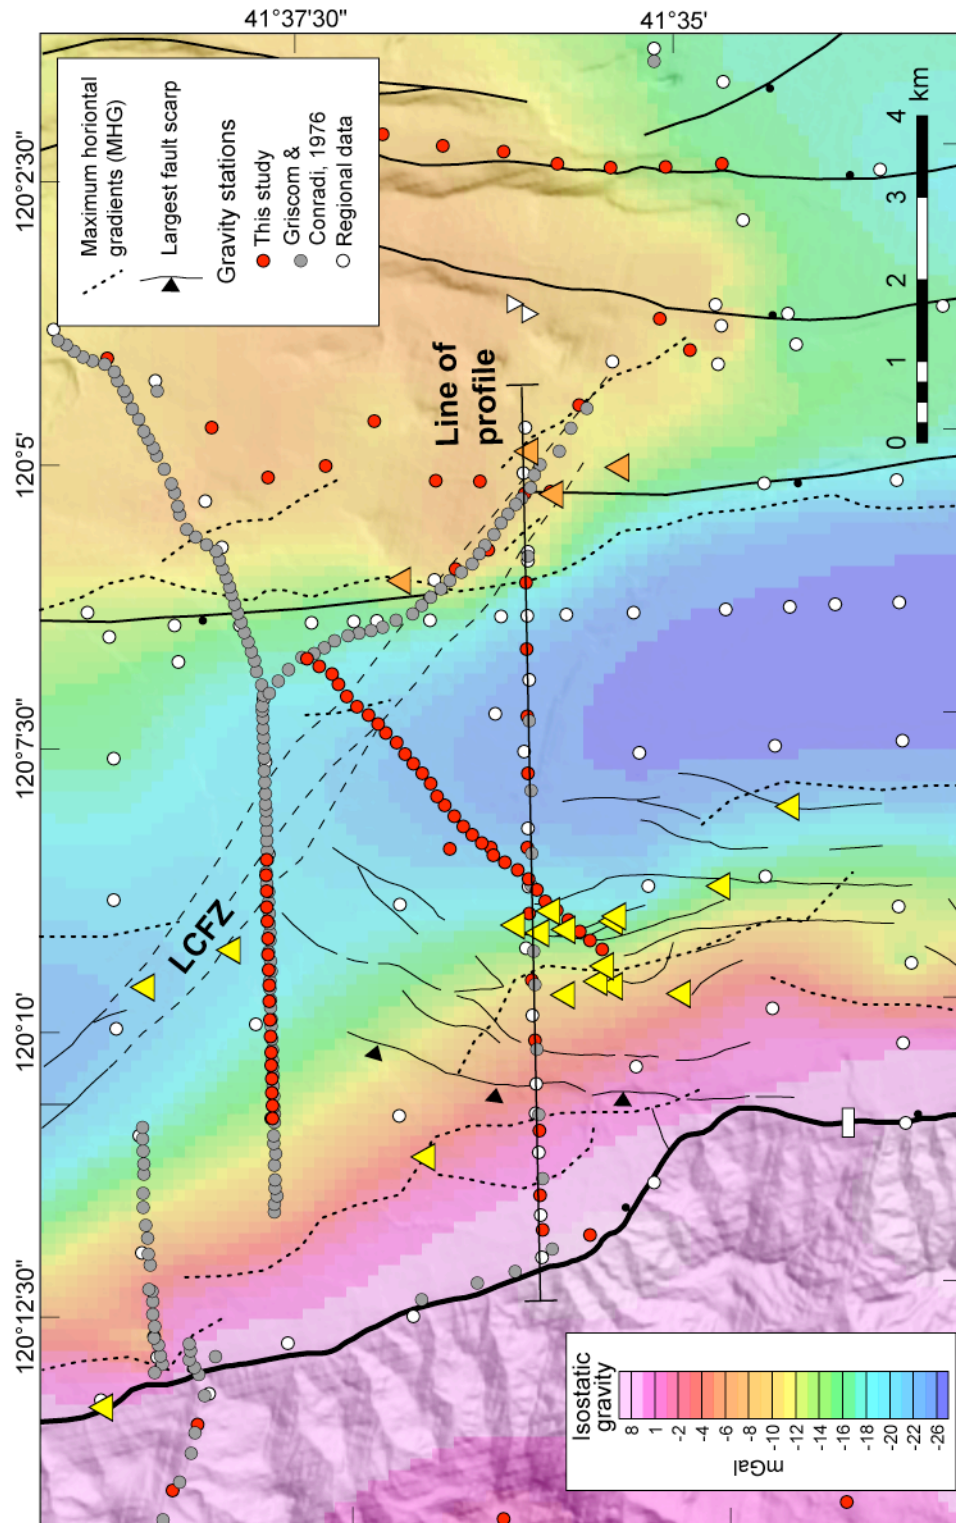 41°37'30"
41°35'
120°2'30"
120°5'
120°7'30"
120°10'
120°12'30"
Maximum horiontal
gradients (MHG)
Largest fault scarp
Gravity stations
This study
Griscom &
Conradi, 1976
Regional data
0 1 2 3 4
km
Line of
profile
LCFZ
Isostatic
gravity
8
1
-2
-4
-6
-8
-10
-12
-14
-16
-18
-20
-22
-24
-26
mGal